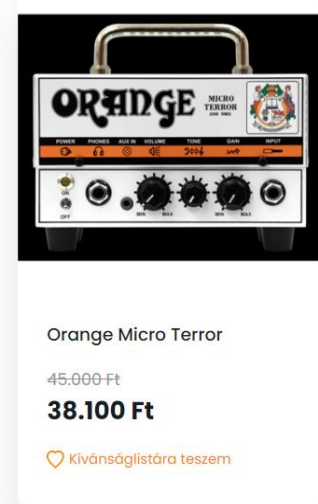 ORANGE
MICRO
TERROR
POWER PHONES AUX IN VOLUME TONE GAIN INPUT
ON
OFF
MIN MAX MIN MAX
Orange Micro Terror
45.000 Ft
38.100 Ft
Kívánságlistára teszem